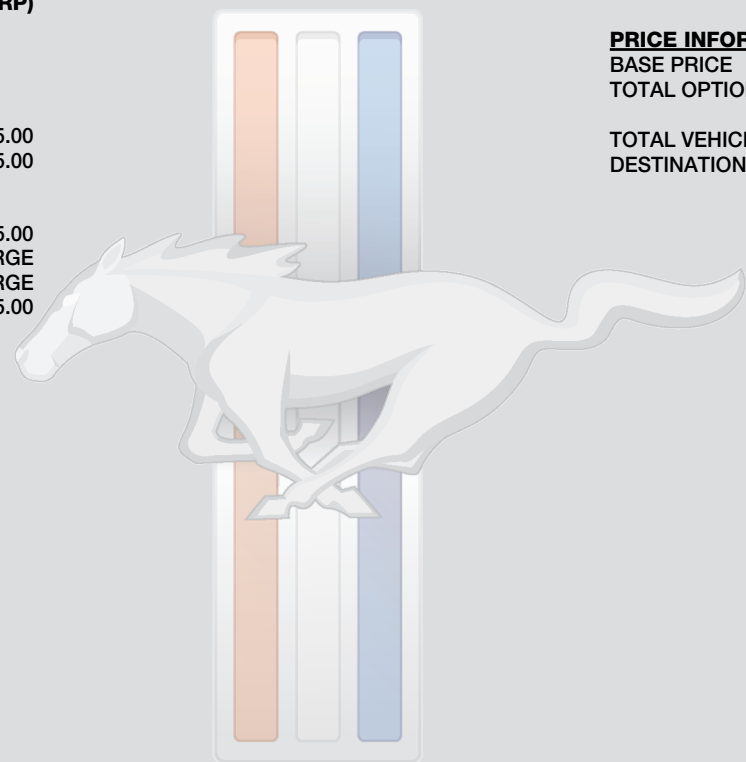 RP)
5.00
5.00
5.00
RGE
RGE
5.00
PRICE INFOR
BASE PRICE
TOTAL OPTIO
TOTAL VEHICL
DESTINATION